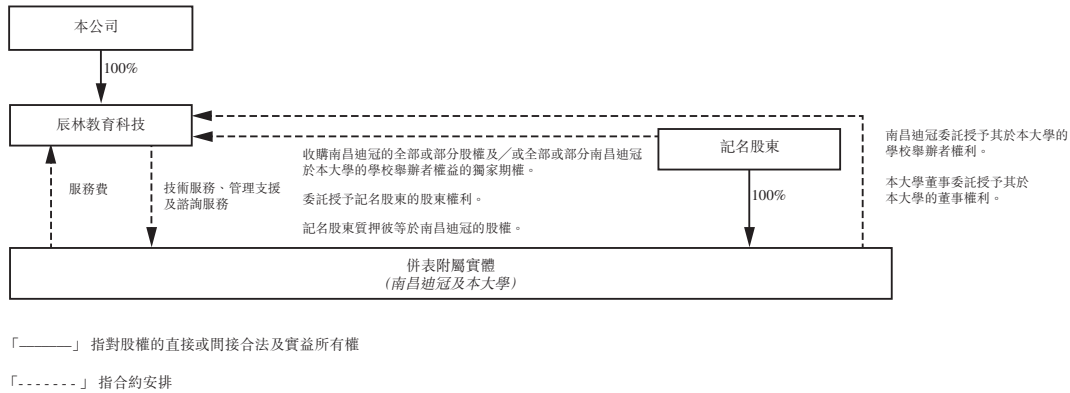 本公司
100%
辰林教育科技
記名股東
收購南昌迪冠的全部或部分股權及／或全部或部分南昌迪冠
於本大學的學校舉辦者權益的獨家期權。
委託授予記名股東的股東權利。
記名股東質押彼等於南昌迪冠的股權。
南昌迪冠委託授予其於本大學的
學校舉辦者權利。
本大學董事委託授予其於
本大學的董事權利。
服務費
技術服務、管理支援
及諮詢服務
100%
併表附屬實體
(南昌迪冠及本大學)
「————」 指對股權的直接或間接合法及實益所有權
「- - - - - - - 」 指合約安排